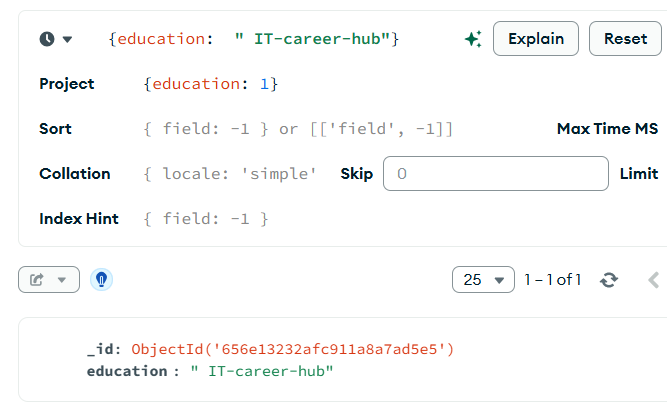 {education:  " IT-career-hub"} Explain Reset
Project {education: 1}
Sort { field: -1 } or [['field', -1]] Max Time MS
Collation { locale: 'simple' Skip 0 Limit
Index Hint { field: -1 }
25 1 – 1 of 1
_id: ObjectId('656e13232afc911a8a7ad5e5')
education : " IT-career-hub"